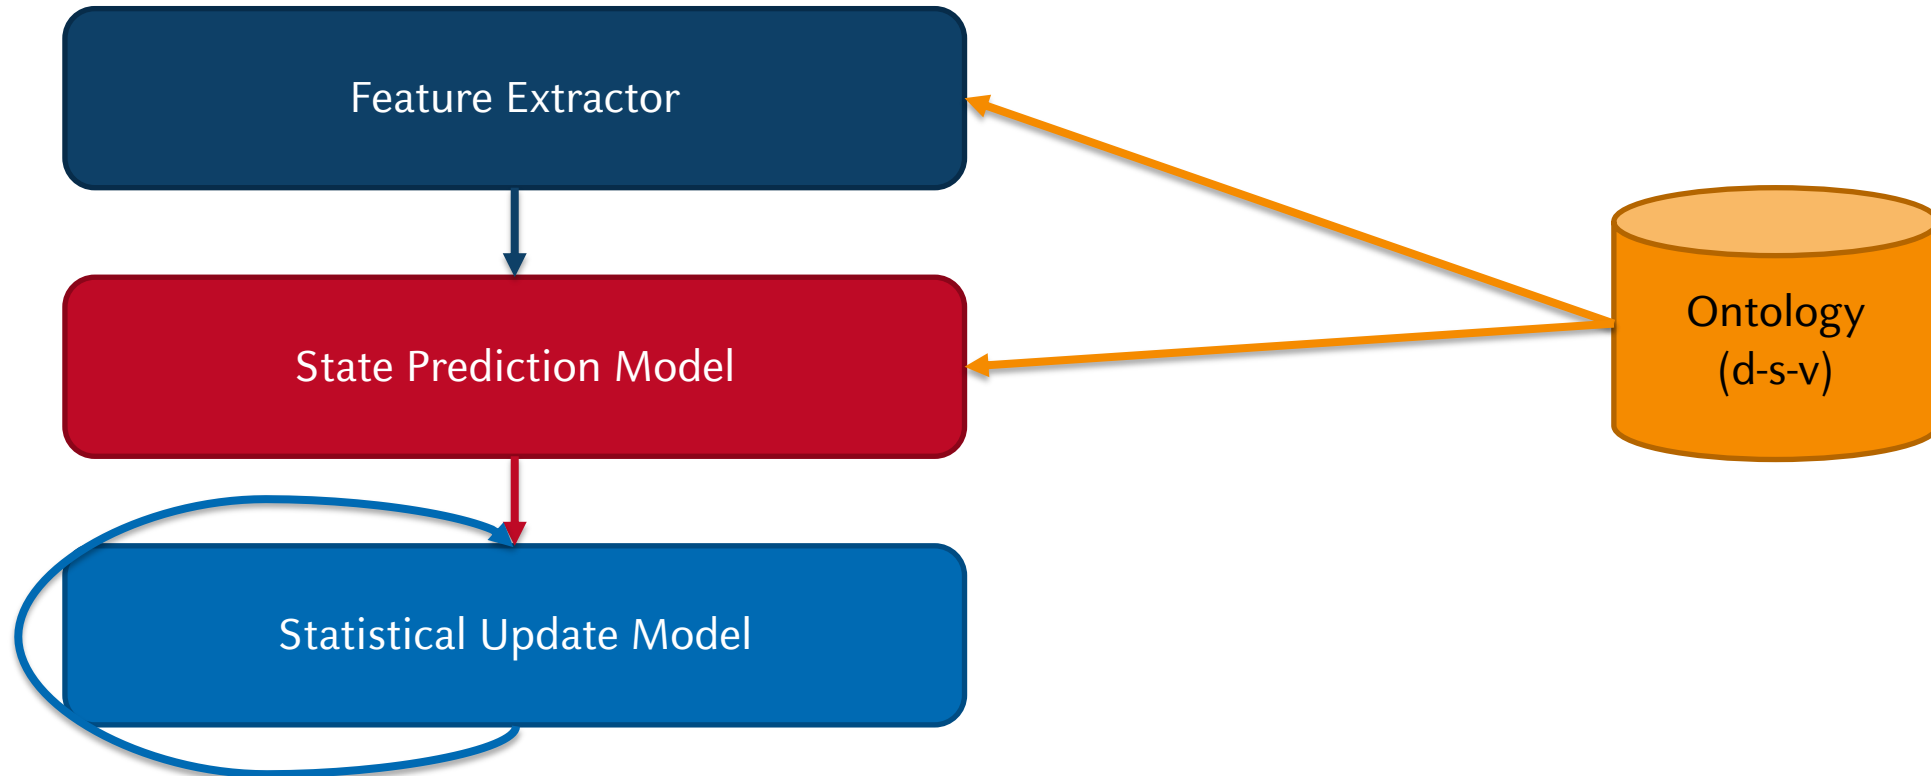 Feature Extractor
State Prediction Model
Statistical Update Model
Ontology
(d-s-v)